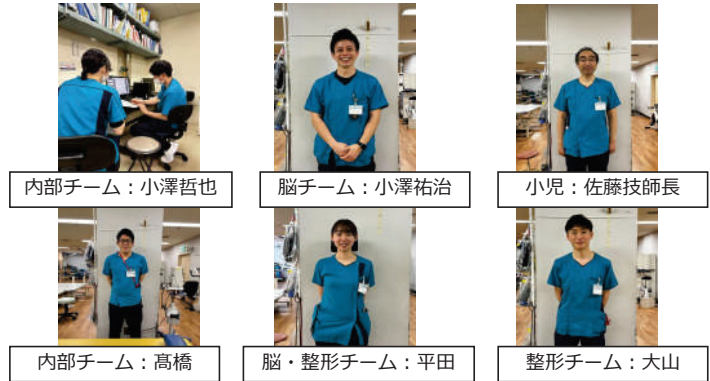 内部チーム：小澤哲也
脳チーム：小澤祐治
小児：佐藤技師長
内部チーム：髙橋
脳・整形チーム：平田
整形チーム：大山